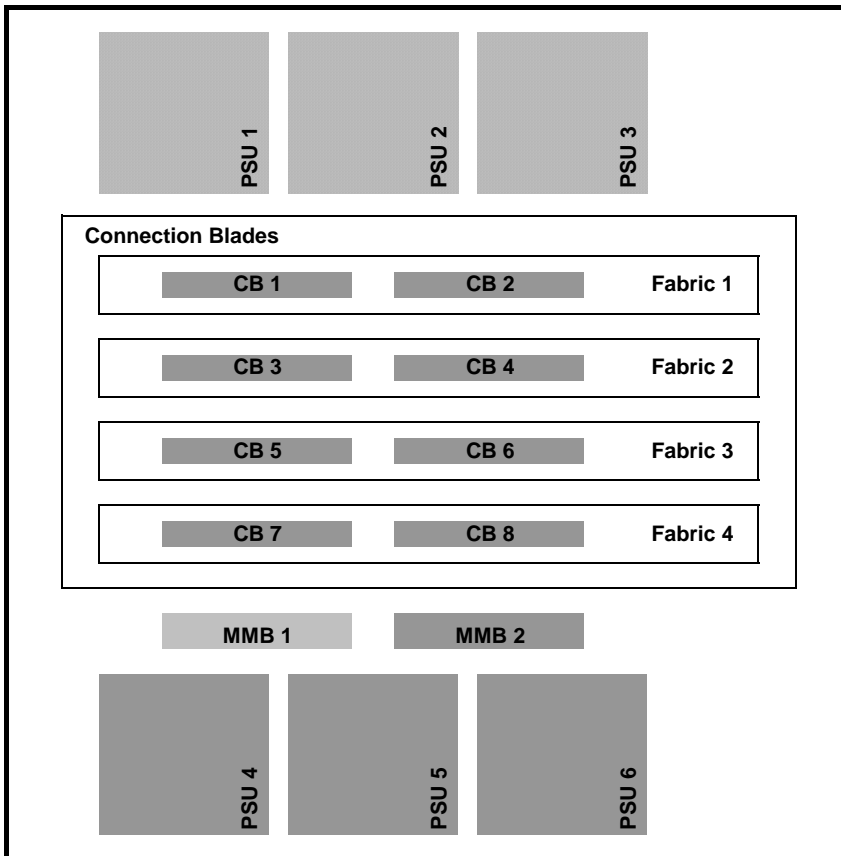 PSU 1
PSU 2
PSU 3
Connection Blades
CB 1 CB 2 Fabric 1
CB 3 CB 4 Fabric 2
CB 5 CB 6 Fabric 3
CB 7 CB 8 Fabric 4
MMB 1 MMB 2
PSU 4
PSU 5
PSU 6